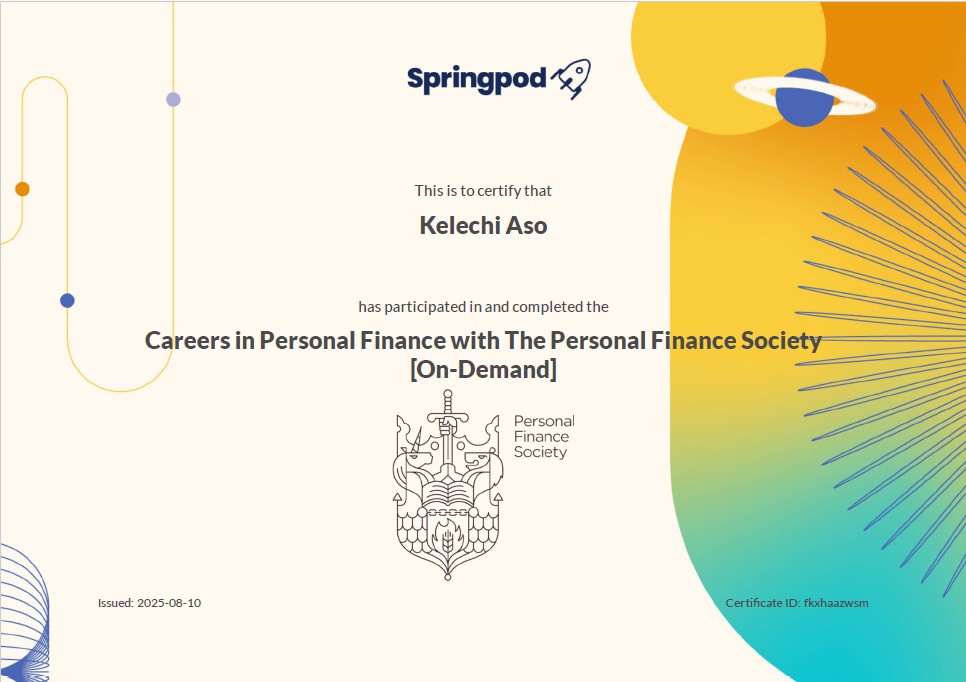 Springpod
This is to certify that
Kelechi Aso
has participated in and completed the
Careers in Personal Finance with The Personal Finance Society
[On-Demand]
Personal
Finance
Society
Issued: 2025-08-10
Certificate ID: fkxhaazwsm